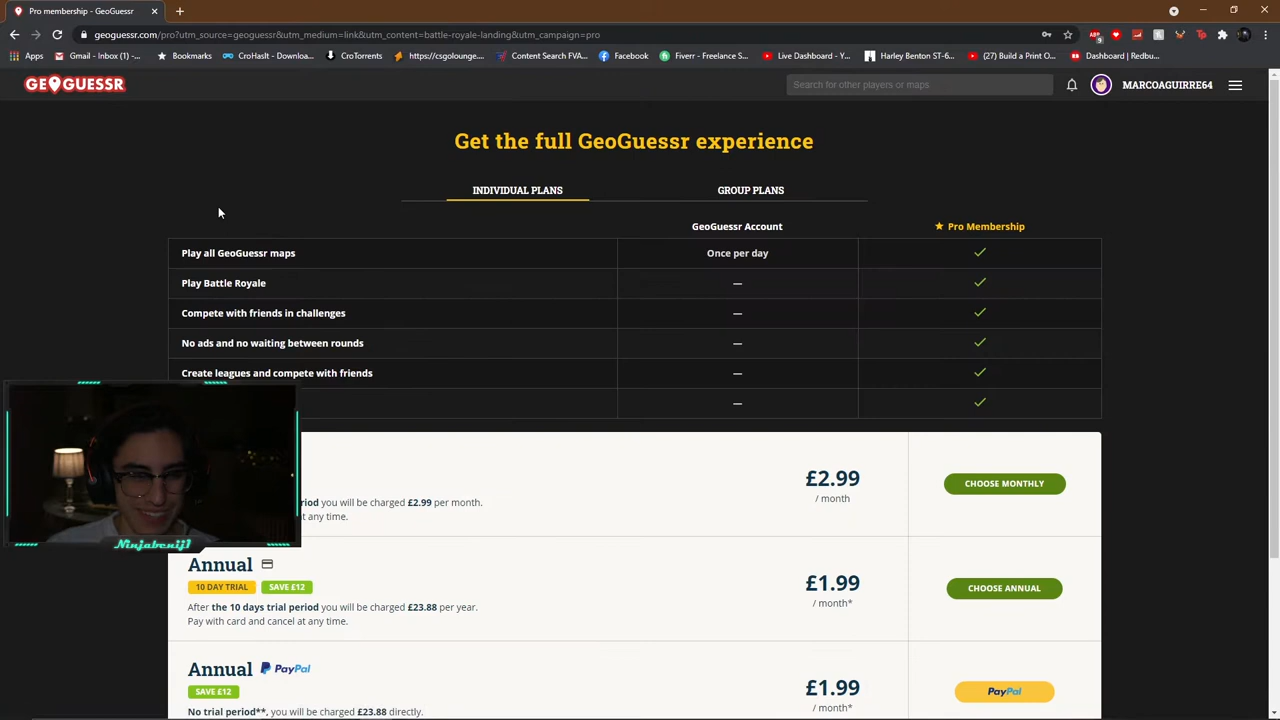 Pro membership - GeoGuessr
geoguessr.com/pro?utm_source=geoguessr&utm_medium=link&utm_content=battle-royale-landing&utm_campaign=pro
Apps Gmail - Inbox (1) -... Bookmarks CroHasIt - Downloa... CroTorrents https://csgolounge.... Content Search FVA... Facebook Fiverr - Freelance S... Live Dashboard - Y... Harley Benton ST-6... (27) Build a Print O... Dashboard | Redbu...
GEOGUESSR
Search for other players or maps
MARCOAGUIRRE64
Get the full GeoGuessr experience
INDIVIDUAL PLANS GROUP PLANS
GeoGuessr Account Pro Membership
Play all GeoGuessr maps Once per day
Play Battle Royale —
Compete with friends in challenges —
No ads and no waiting between rounds —
Create leagues and compete with friends —
—
£2.99
/ month
CHOOSE MONTHLY
riod you will be charged £2.99 per month.
at any time.
Ninjabenji1
Annual
10 DAY TRIAL SAVE £12
After the 10 days trial period you will be charged £23.88 per year.
Pay with card and cancel at any time.
£1.99
/ month*
CHOOSE ANNUAL
Annual PayPal
SAVE £12
No trial period**, you will be charged £23.88 directly.
£1.99
/ month*
PayPal